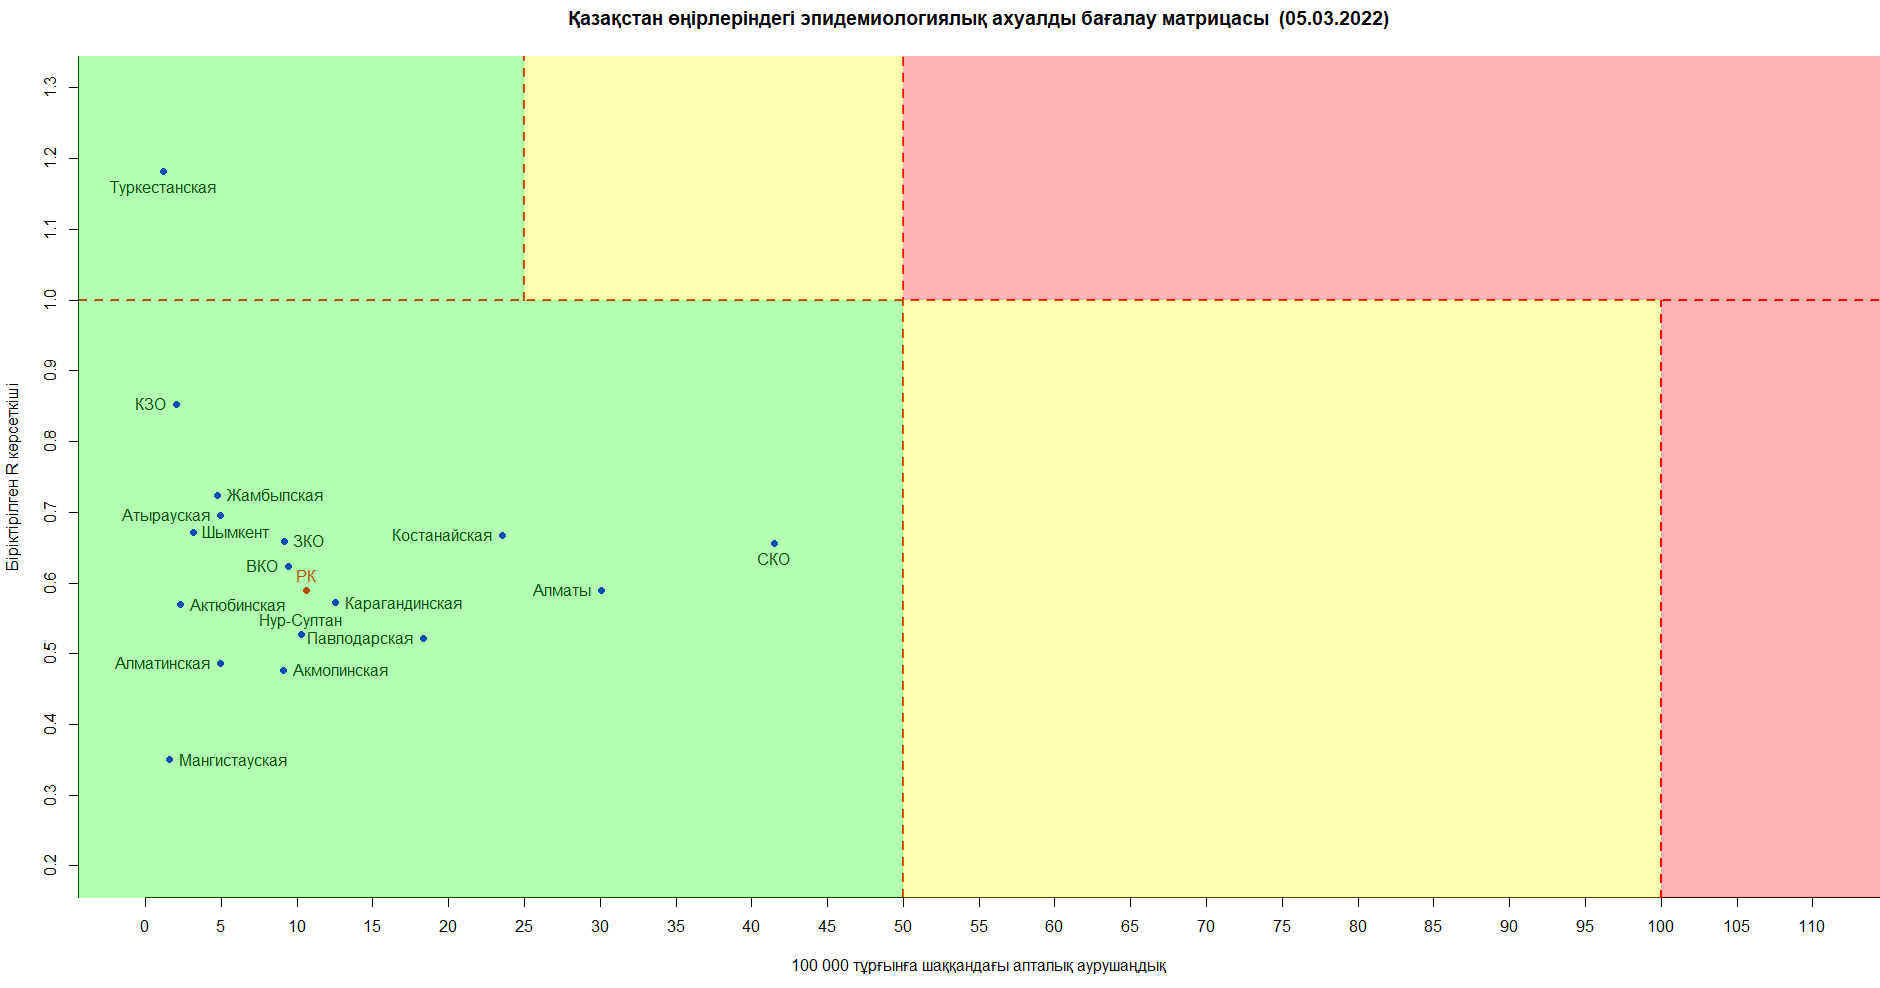 Қазақстан өңірлеріндегі эпидемиологиялық ахуалды бағалау матрицасы (05.03.2022)
Біріктірілген R көрсеткіші
1.3
1.2
1.1
1.0
0.9
0.8
0.7
0.6
0.5
0.4
0.3
0.2
Туркестанская
КЗО
Жамбылская
Атырауская
Шымкент
ЗКО
Костанайская
СКО
ВКО
РК
Алматы
Актюбинская
Карагандинская
Нур-Султан
Павлодарская
Алматинская
Акмолинская
Мангистауская
0 5 10 15 20 25 30 35 40 45 50 55 60 65 70 75 80 85 90 95 100 105 110
100 000 тұрғынға шаққандағы апталық аурушаңдық